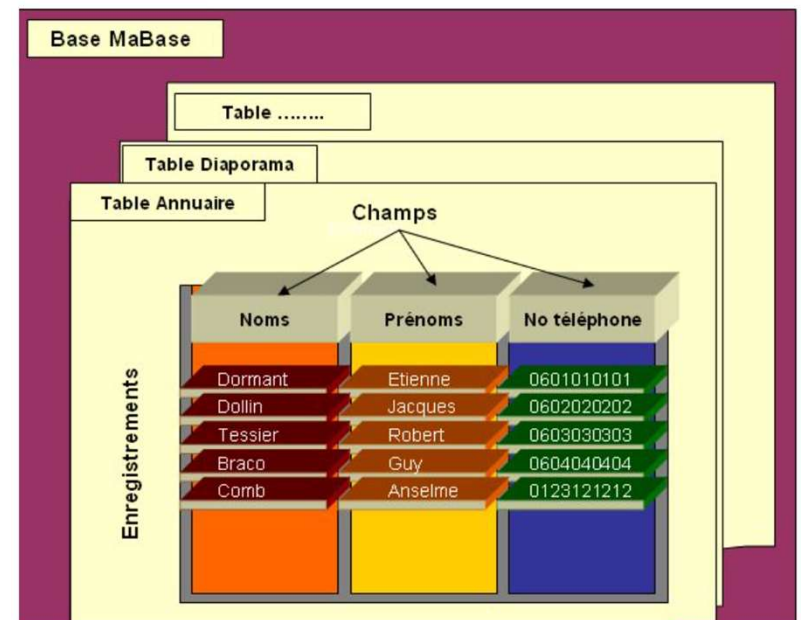 Base MaBase
Table ........
Table Diaporama
Table Annuaire
Champs
Noms Prénoms No téléphone
Enregistrements
Dormant Etienne 0601010101
Dollin Jacques 0602020202
Tessier Robert 0603030303
Braco Guy 0604040404
Comb Anselme 0123121212